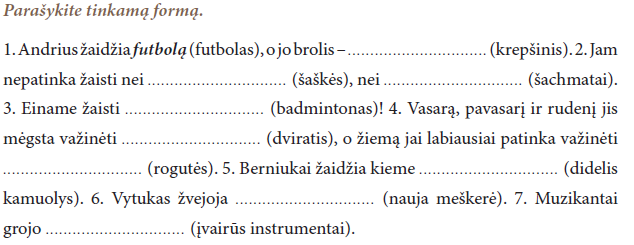 Parašykite tinkamą formą.
1. Andrius žaidžia futbolą (futbolas), o jo brolis – ................................ (krepšinis). 2. Jam
nepatinka žaisti nei ................................ (šaškės), nei ................................ (šachmatai).
3. Einame žaisti ................................ (badmintonas)! 4. Vasarą, pavasarį ir rudenį jis
mėgsta važinėti ................................ (dviratis), o žiemą jai labiausiai patinka važinėti
................................ (rogutės). 5. Berniukai žaidžia kieme ................................ (didelis
kamuolys). 6. Vytukas žvejoja ................................ (nauja meškerė). 7. Muzikantai
grojo ................................ (įvairūs instrumentai).